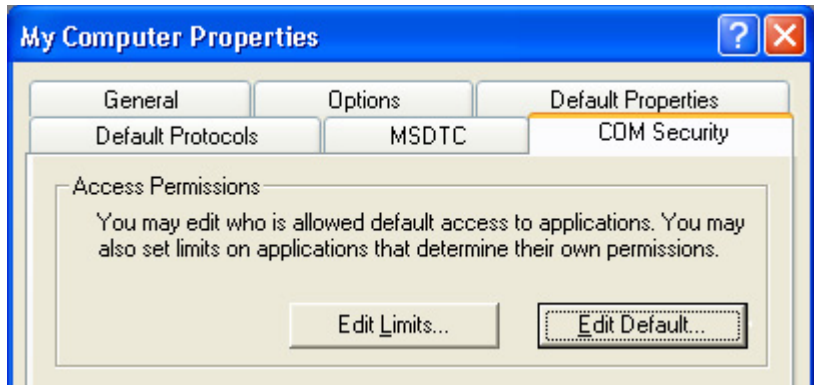 My Computer Properties
General Options Default Properties
Default Protocols MSDTC COM Security
Access Permissions
You may edit who is allowed default access to applications. You may
also set limits on applications that determine their own permissions.
Edit Limits... Edit Default...